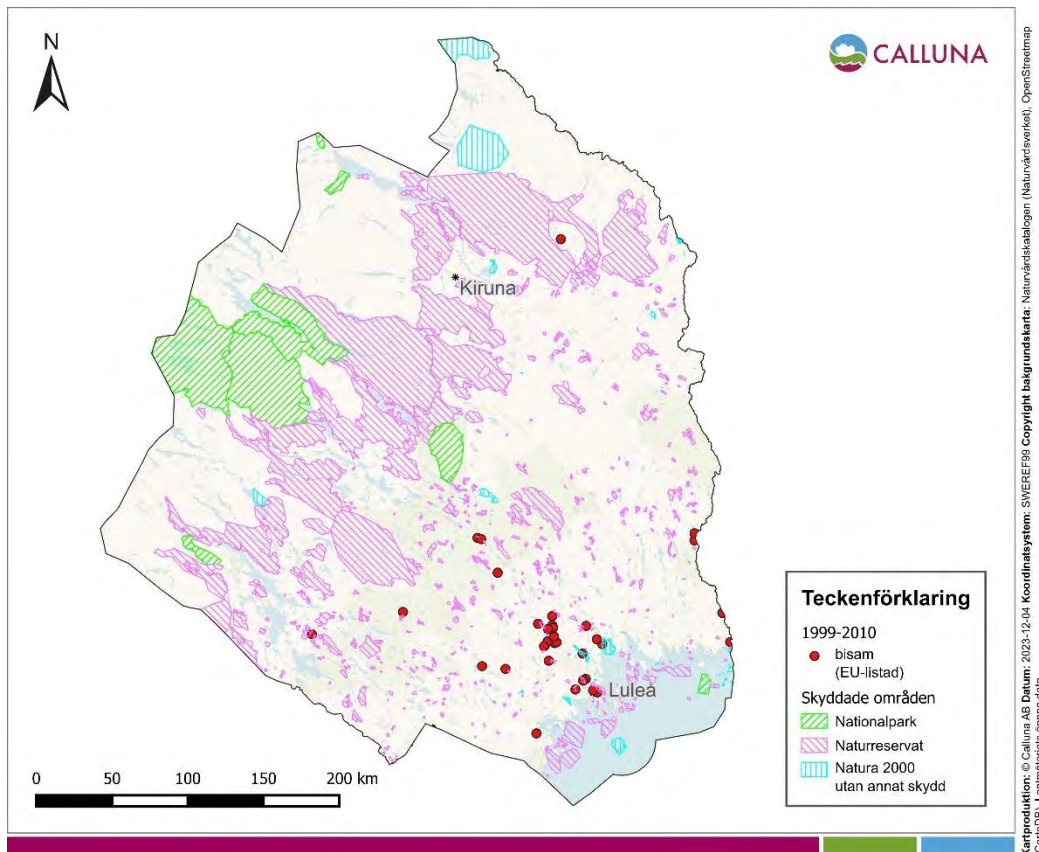 N
CALLUNA
Kiruna
Luleå
Teckenförklaring
1999-2010
bisam
(EU-listad)
Skyddade områden
Nationalpark
Naturreservat
Natura 2000
utan annat skydd
0 50 100 150 200 km
Kartproduktion: © Calluna AB Datum: 2023-12-04 Koordinatsystem: SWEREF99 Copyright bakgrundskarta: Naturvårdskatalogen (Naturvårdsverket), OpenStreetmap